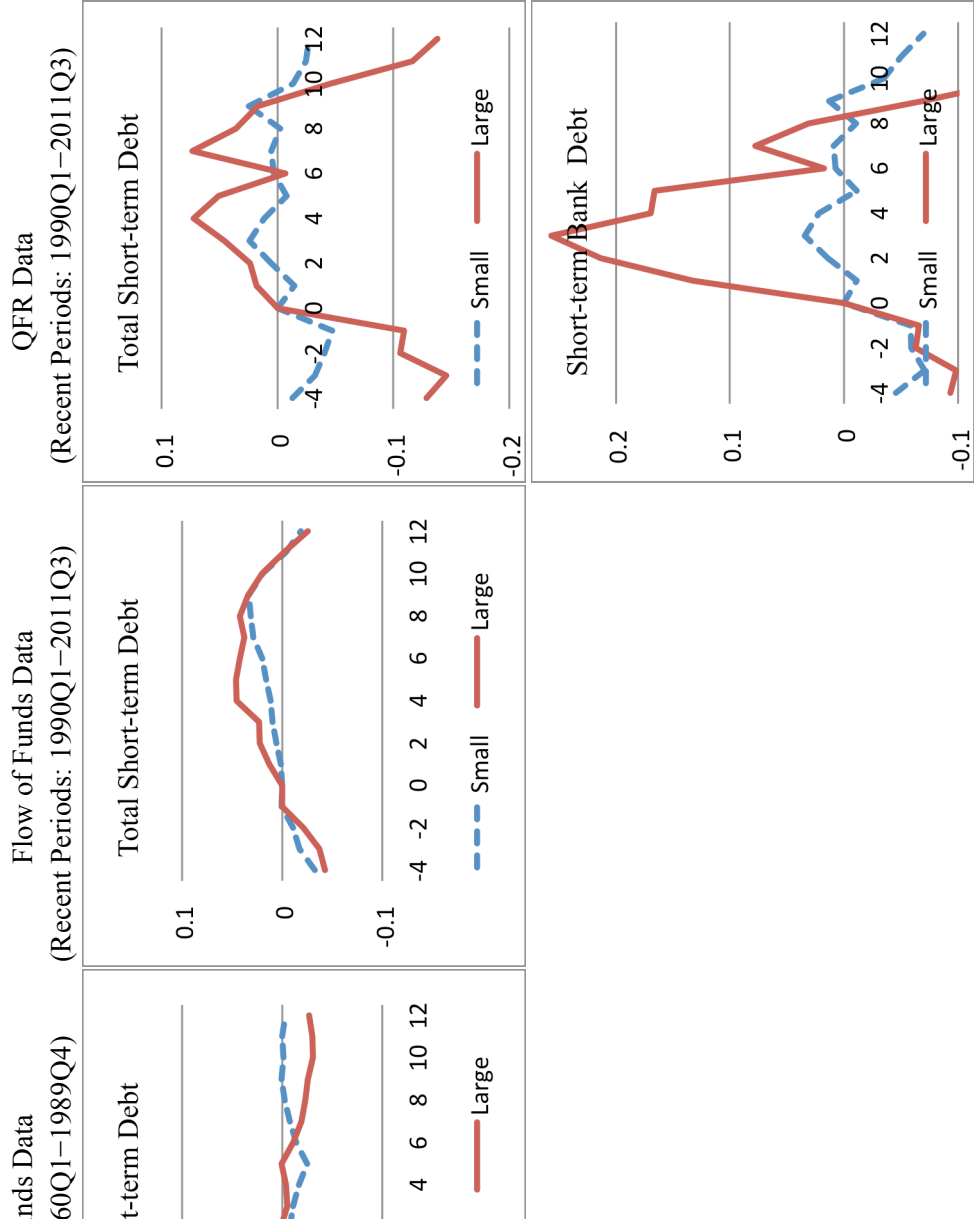 nds Data
60Q1−1989Q4)
t-term Debt
4 6 8 10 12
Large
Flow of Funds Data
(Recent Periods: 1990Q1−2011Q3)
Total Short-term Debt
0.1
0
-0.1
-4 -2 0 2 4 6 8 10 12
Small Large
QFR Data
(Recent Periods: 1990Q1−2011Q3)
Total Short-term Debt
0.1
0
-0.1
-0.2
-4 -2 0 2 4 6 8 10 12
Small Large
Short-term Bank Debt
0.2
0.1
0
-0.1
-4 -2 0 2 4 6 8 10 12
Small Large